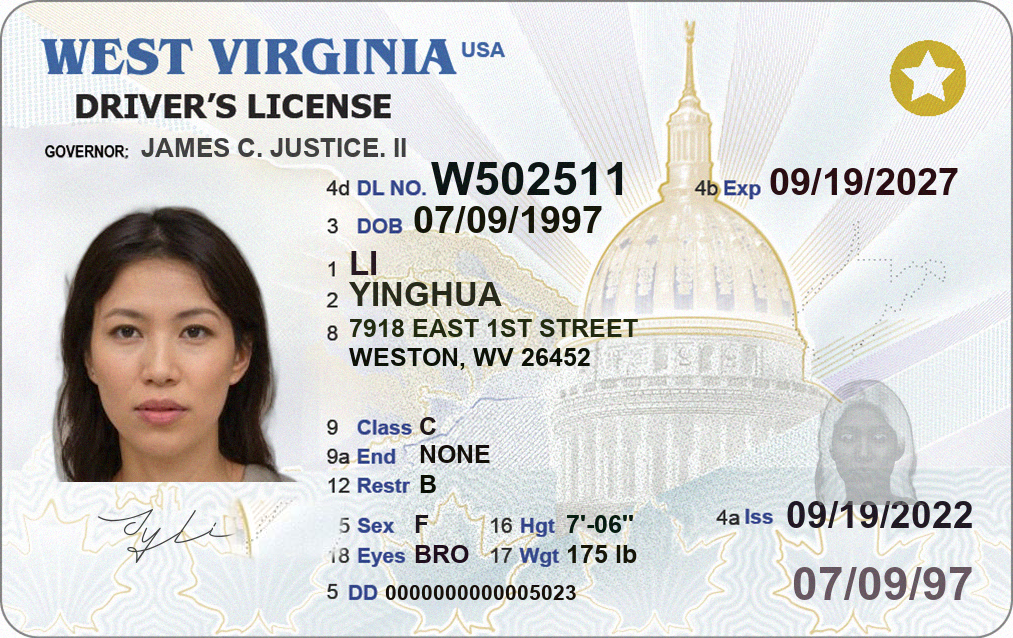 WEST VIRGINIA USA
DRIVER'S LICENSE
GOVERNOR: JAMES C. JUSTICE. II
4d DL NO. W502511 4b Exp 09/19/2027
3 DOB 07/09/1997
1 LI
2 YINGHUA
8 7918 EAST 1ST STREET
WESTON, WV 26452
9 Class C
9a End NONE
12 Restr B
5 Sex F 16 Hgt 7'-06"
18 Eyes BRO 17 Wgt 175 lb
5 DD 0000000000005023
4a Iss 09/19/2022
07/09/97